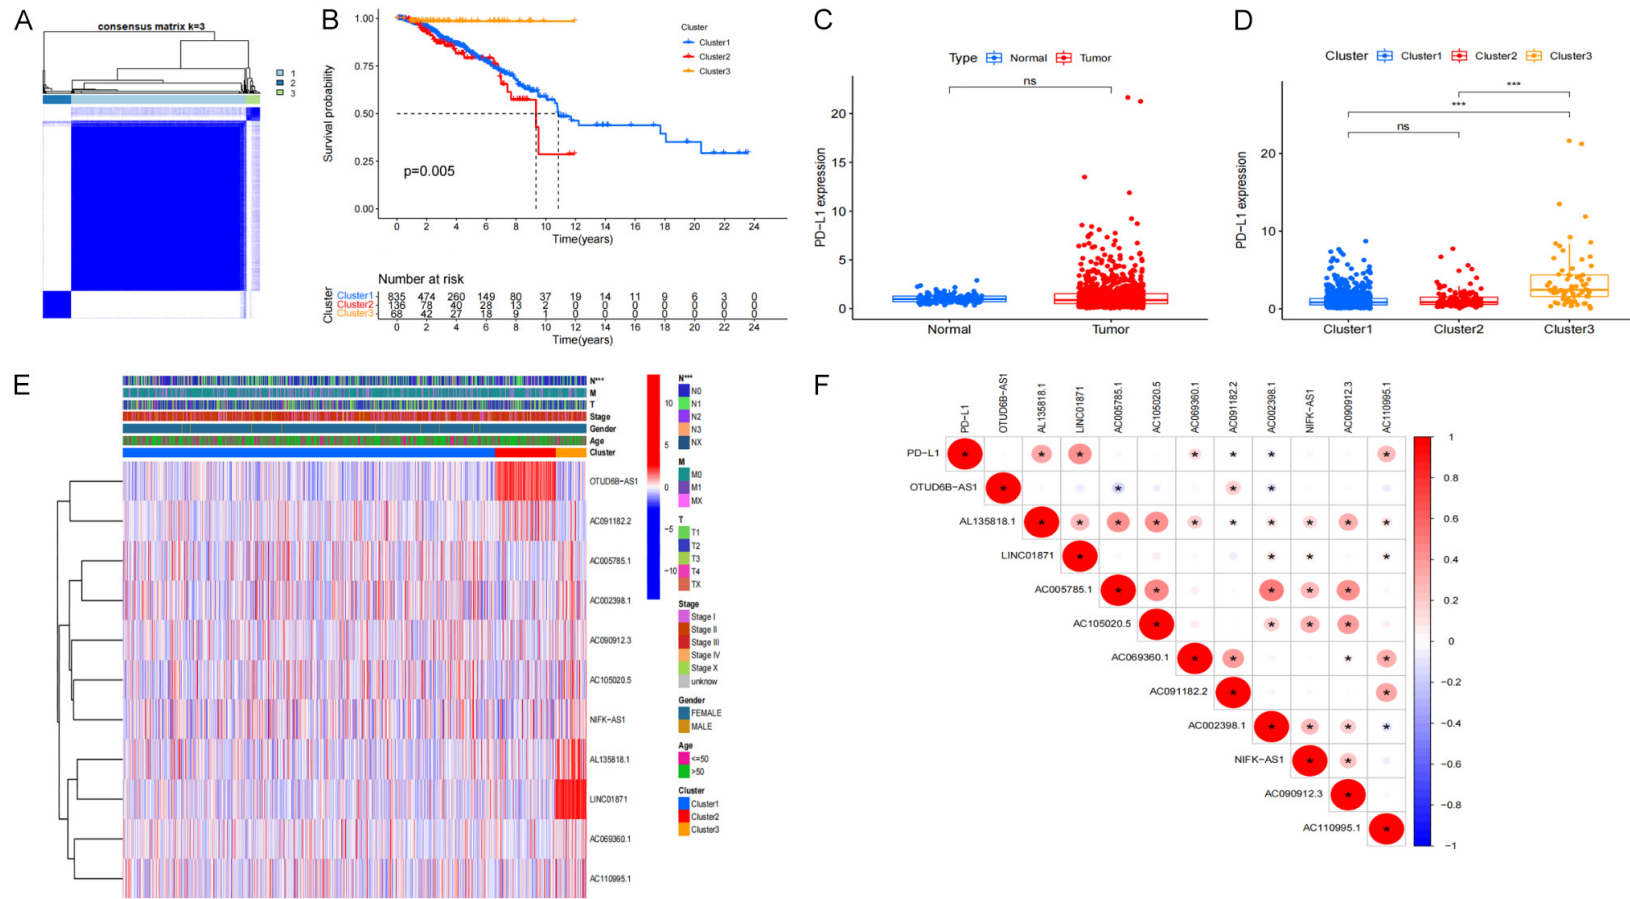 A
consensus matrix k=3
1
2
3
B
Cluster
Cluster1
Cluster2
Cluster3
Survival probability
1.00
0.75
0.50
0.25
0.00
p=0.005
0 2 4 6 8 10 12 14 16 18 20 22 24
Time(years)
Number at risk
Cluster
Cluster1 835 474 260 149 80 37 19 14 11 9 6 3 0
Cluster2 136 78 40 28 13 2 0 0 0 0 0 0 0
Cluster3 68 42 27 18 9 1 0 0 0 0 0 0 0
0 2 4 6 8 10 12 14 16 18 20 22 24
Time(years)
C
Type Normal Tumor
ns
PD-L1 expression
20
15
10
5
0
Normal Tumor
D
Cluster Cluster1 Cluster2 Cluster3
***
***
ns
PD-L1 expression
20
10
0
Cluster1 Cluster2 Cluster3
E
N***
M
T
Stage
Gender
Age
Cluster
OTUD6B-AS1
AC091182.2
AC005785.1
AC002398.1
AC090912.3
AC105020.5
NIFK-AS1
AL135818.1
LINC01871
AC069360.1
AC110995.1
10
5
0
-5
-10
N***
N0
N1
N2
N3
NX
M
M0
M1
MX
T
T1
T2
T3
T4
TX
Stage
Stage I
Stage II
Stage III
Stage IV
Stage X
unknow
Gender
FEMALE
MALE
Age
<=50
>50
Cluster
Cluster1
Cluster2
Cluster3
F
PD-L1
OTUD6B-AS1
AL135818.1
LINC01871
AC005785.1
AC105020.5
AC069360.1
AC091182.2
AC002398.1
NIFK-AS1
AC090912.3
AC110995.1
PD-L1 * * * * * * *
OTUD6B-AS1 * * * *
AL135818.1 * * * * * * * * * *
LINC01871 * * * *
AC005785.1 * * * * *
AC105020.5 * * * *
AC069360.1 * * * *
AC091182.2 * *
AC002398.1 * * * *
NIFK-AS1 * *
AC090912.3 *
AC110995.1 *
1
0.8
0.6
0.4
0.2
0
-0.2
-0.4
-0.6
-0.8
-1